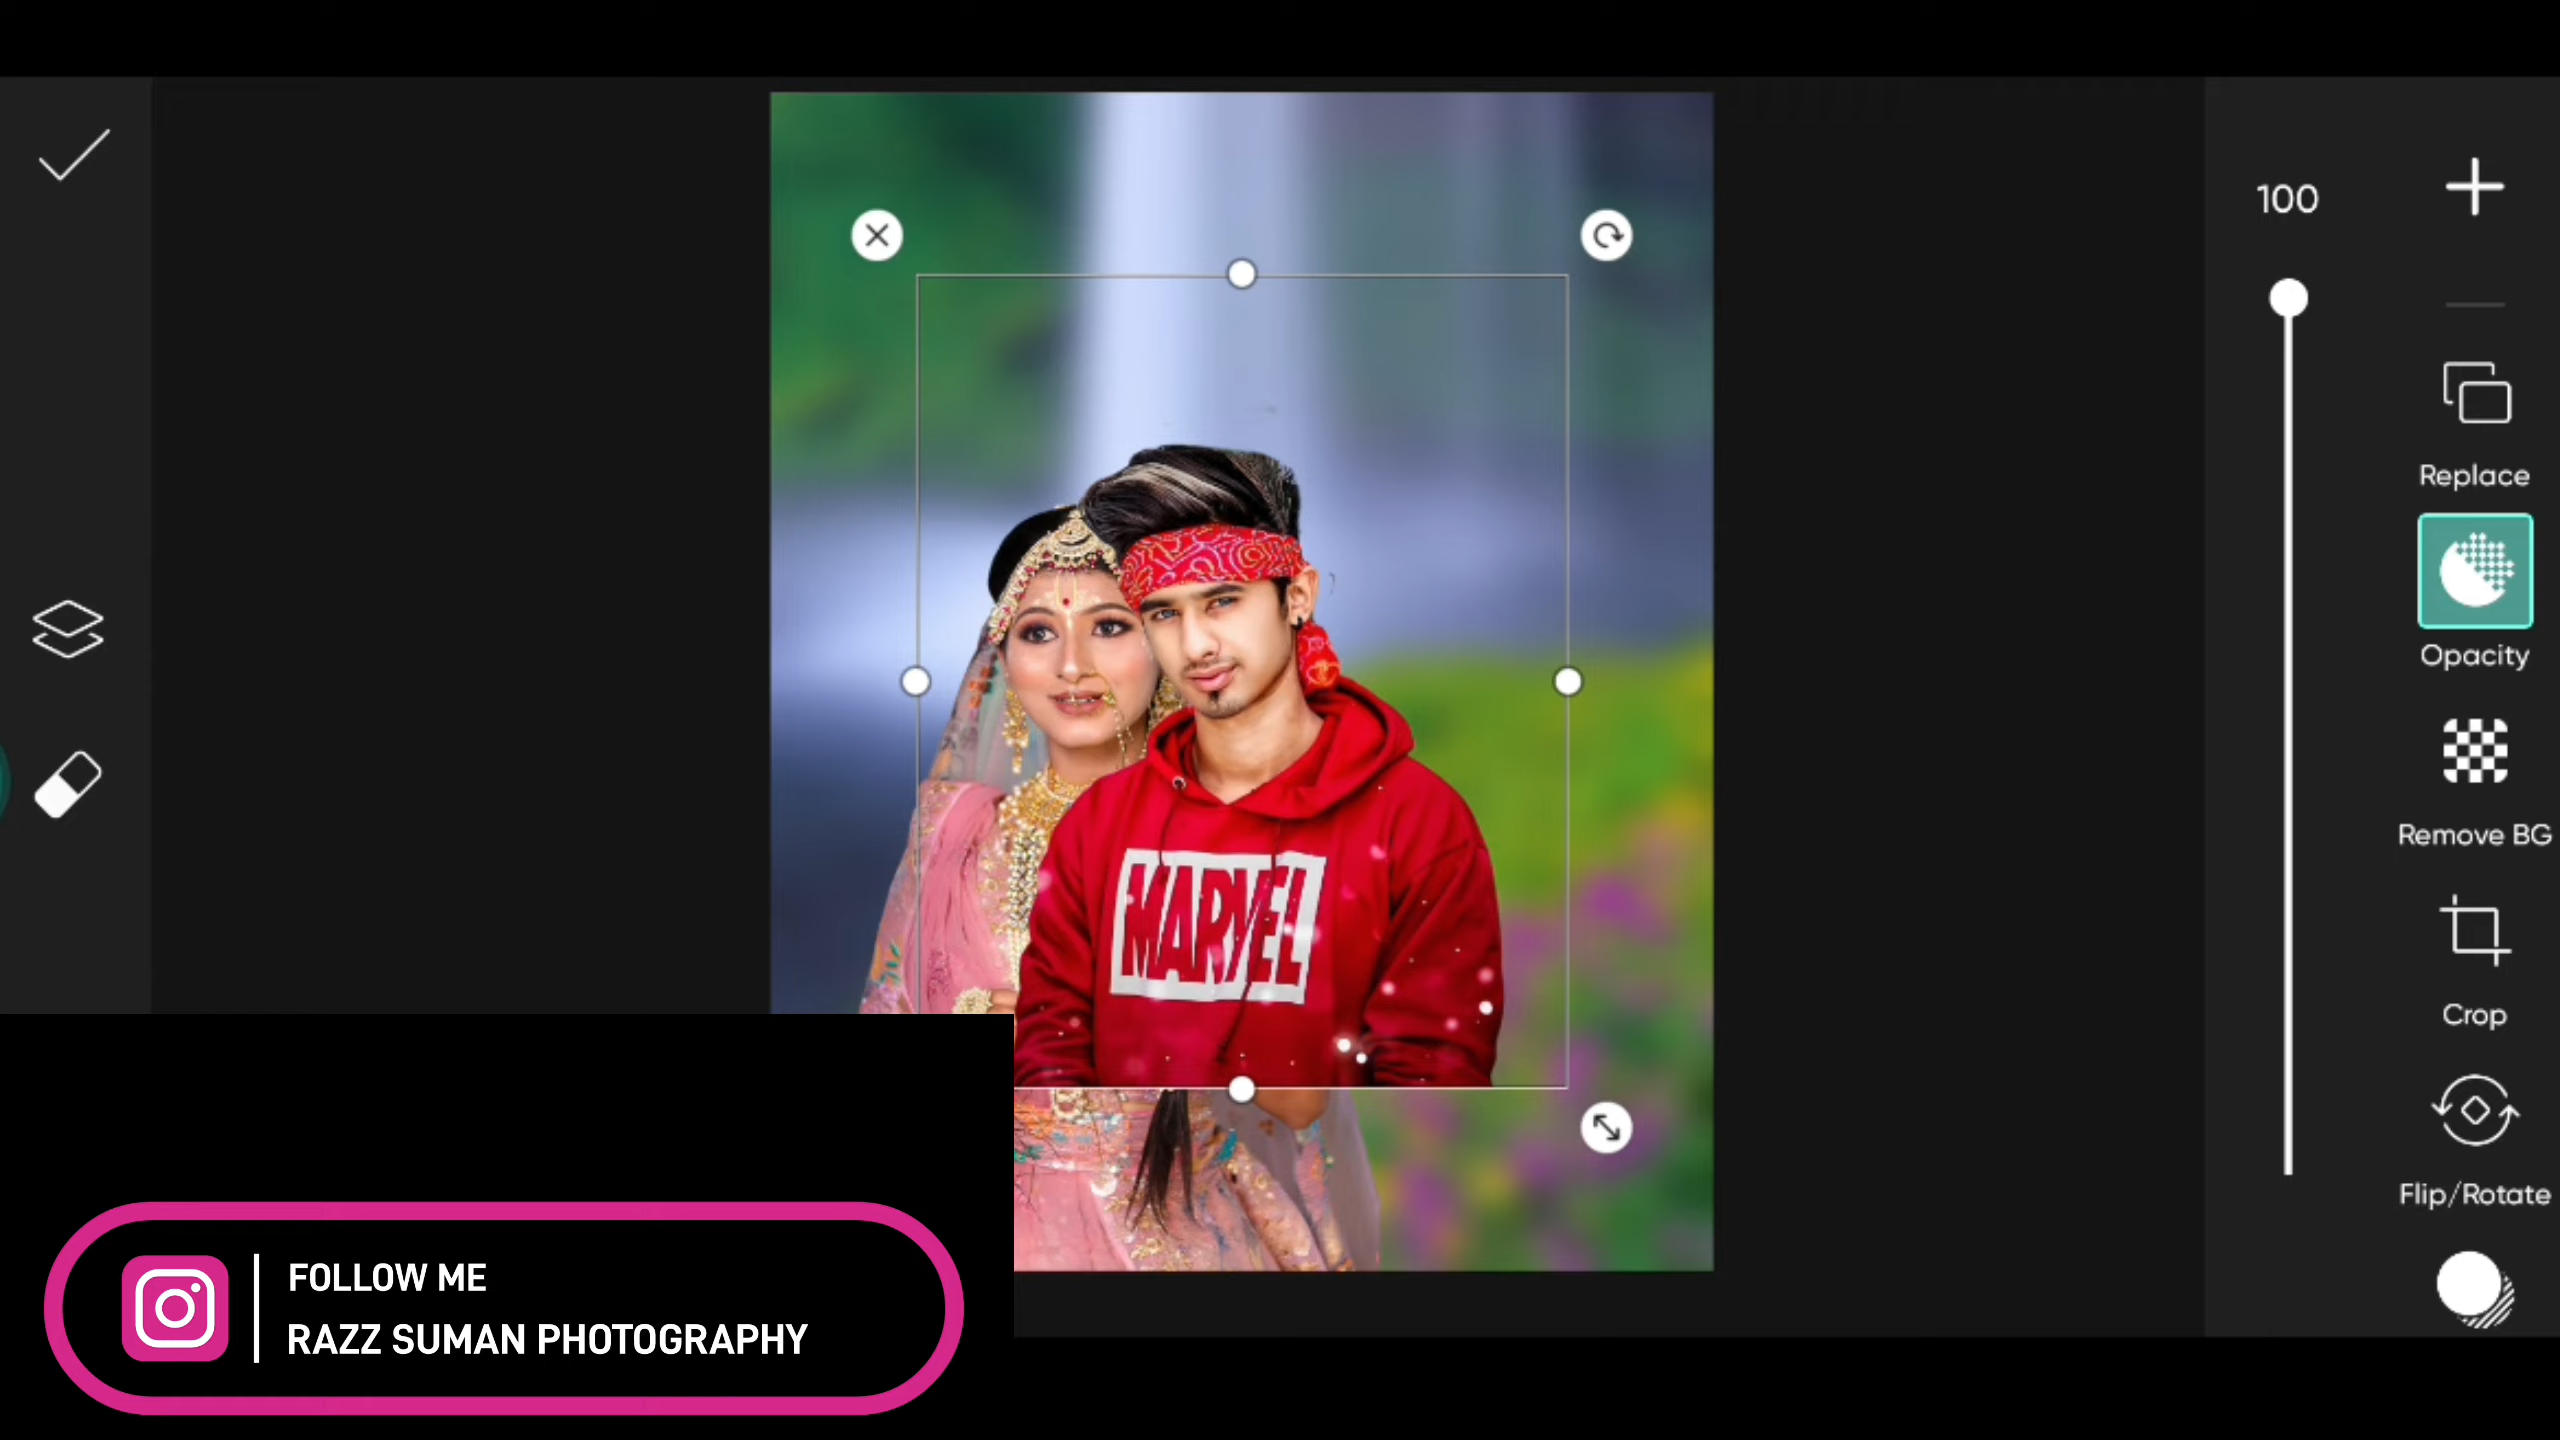 100
Replace
Opacity
Remove BG
MARVEL
Crop
Flip/Rotate
FOLLOW ME
RAZZ SUMAN PHOTOGRAPHY